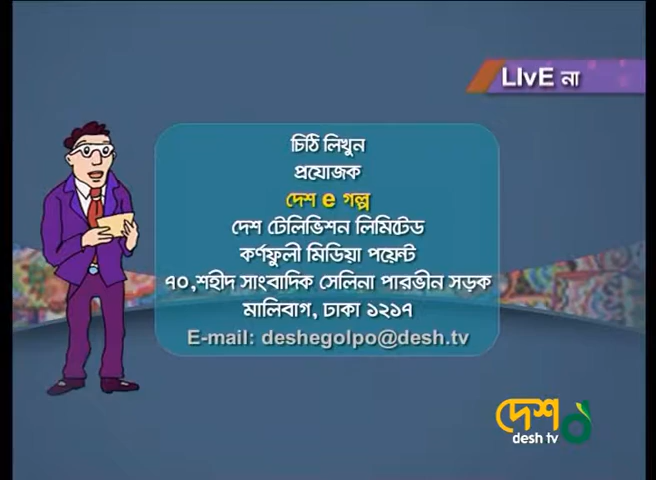 LIvE না
চিঠি লিখুন
প্রযোজক
দেশ e গল্প
দেশ টেলিভিশন লিমিটেড
কর্ণফুলী মিডিয়া পয়েন্ট
৭০,শহীদ সাংবাদিক সেলিনা পারভীন সড়ক
মালিবাগ, ঢাকা ১২১৭
E-mail: deshegolpo@desh.tv
দেশ
desh tv